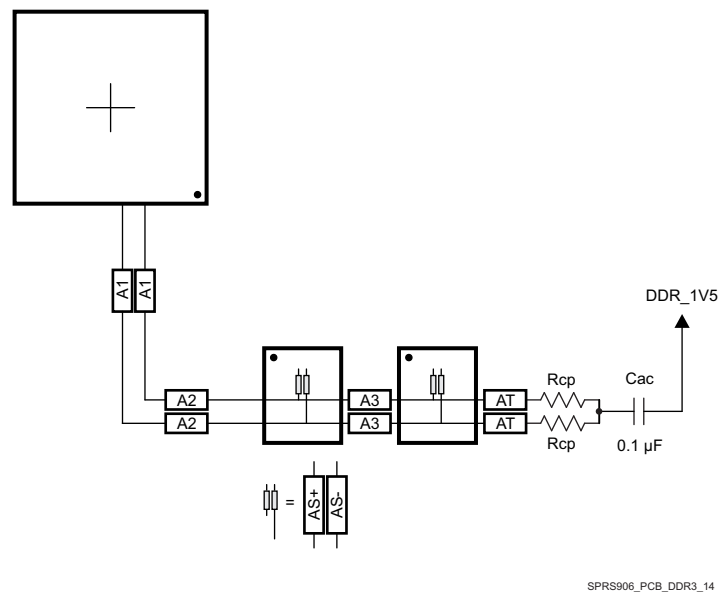 A1
A1
DDR_1V5
A2
A3
AT
Rcp
Cac
A2
A3
AT
Rcp
0.1 µF
=
AS+
AS-
SPRS906_PCB_DDR3_14